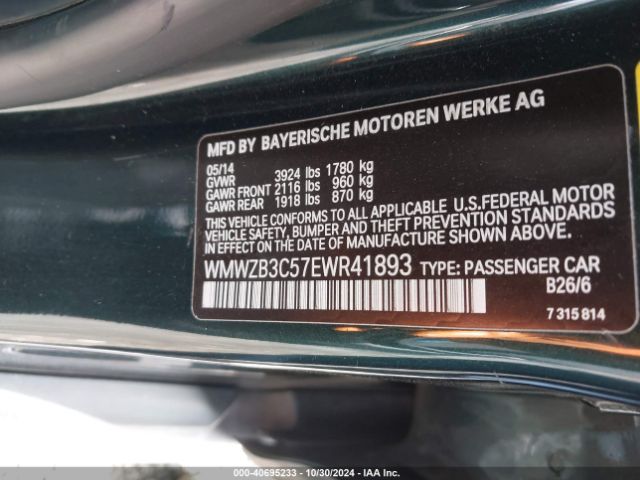 MFD BY BAYERISCHE MOTOREN WERKE AG
05/14
GVWR 3924 lbs 1780 kg
GAWR FRONT 2116 lbs 960 kg
GAWR REAR 1918 lbs 870 kg
THIS VEHICLE CONFORMS TO ALL APPLICABLE U.S.FEDERAL MOTOR
VEHICLE SAFETY, BUMPER AND THEFT PREVENTION STANDARDS
IN EFFECT ON THE DATE OF MANUFACTURE SHOWN ABOVE.
WMWZB3C57EWR41893 TYPE: PASSENGER CAR
B26/6
7 315 814
000-40695233 - 10/30/2024 - IAA Inc.